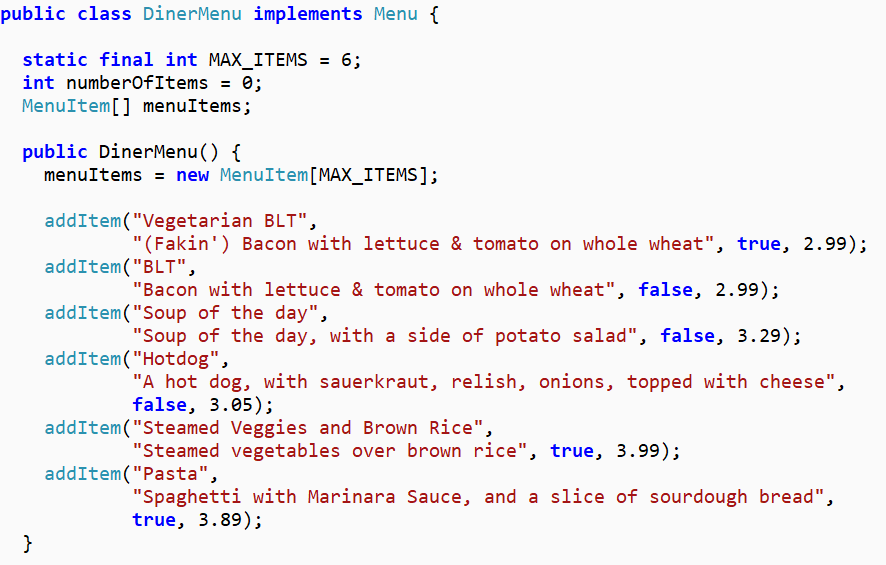 public class DinerMenu implements Menu {
static final int MAX_ITEMS = 6;
int numberOfItems = 0;
MenuItem[] menuItems;
public DinerMenu() {
menuItems = new MenuItem[MAX_ITEMS];
addItem("Vegetarian BLT",
"(Fakin') Bacon with lettuce & tomato on whole wheat", true, 2.99);
addItem("BLT",
"Bacon with lettuce & tomato on whole wheat", false, 2.99);
addItem("Soup of the day",
"Soup of the day, with a side of potato salad", false, 3.29);
addItem("Hotdog",
"A hot dog, with sauerkraut, relish, onions, topped with cheese",
false, 3.05);
addItem("Steamed Veggies and Brown Rice",
"Steamed vegetables over brown rice", true, 3.99);
addItem("Pasta",
"Spaghetti with Marinara Sauce, and a slice of sourdough bread",
true, 3.89);
}